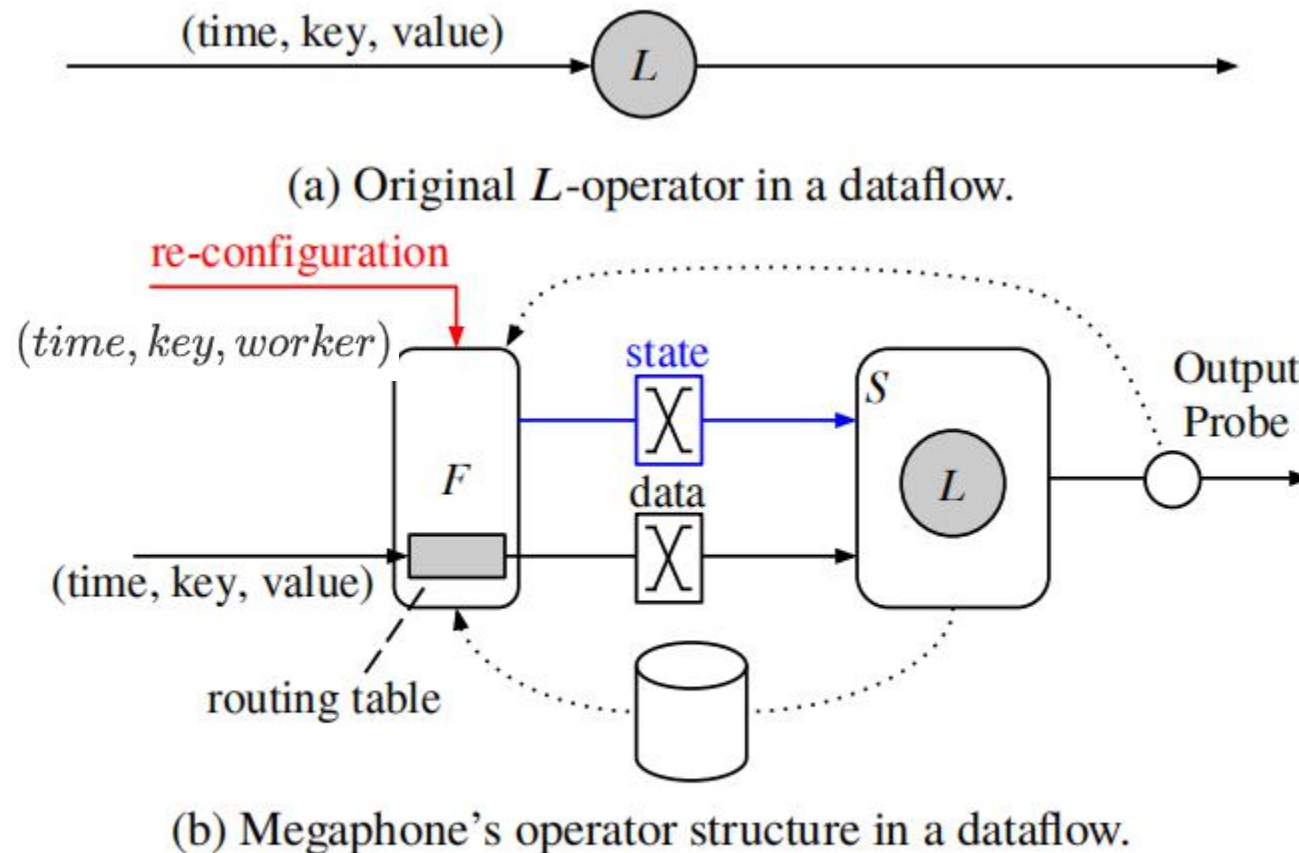 (time, key, value)
L
(a) Original L-operator in a dataflow.
re-configuration
(time, key, worker)
state
S
Output
Probe
F
L
data
(time, key, value)
routing table
(b) Megaphone's operator structure in a dataflow.